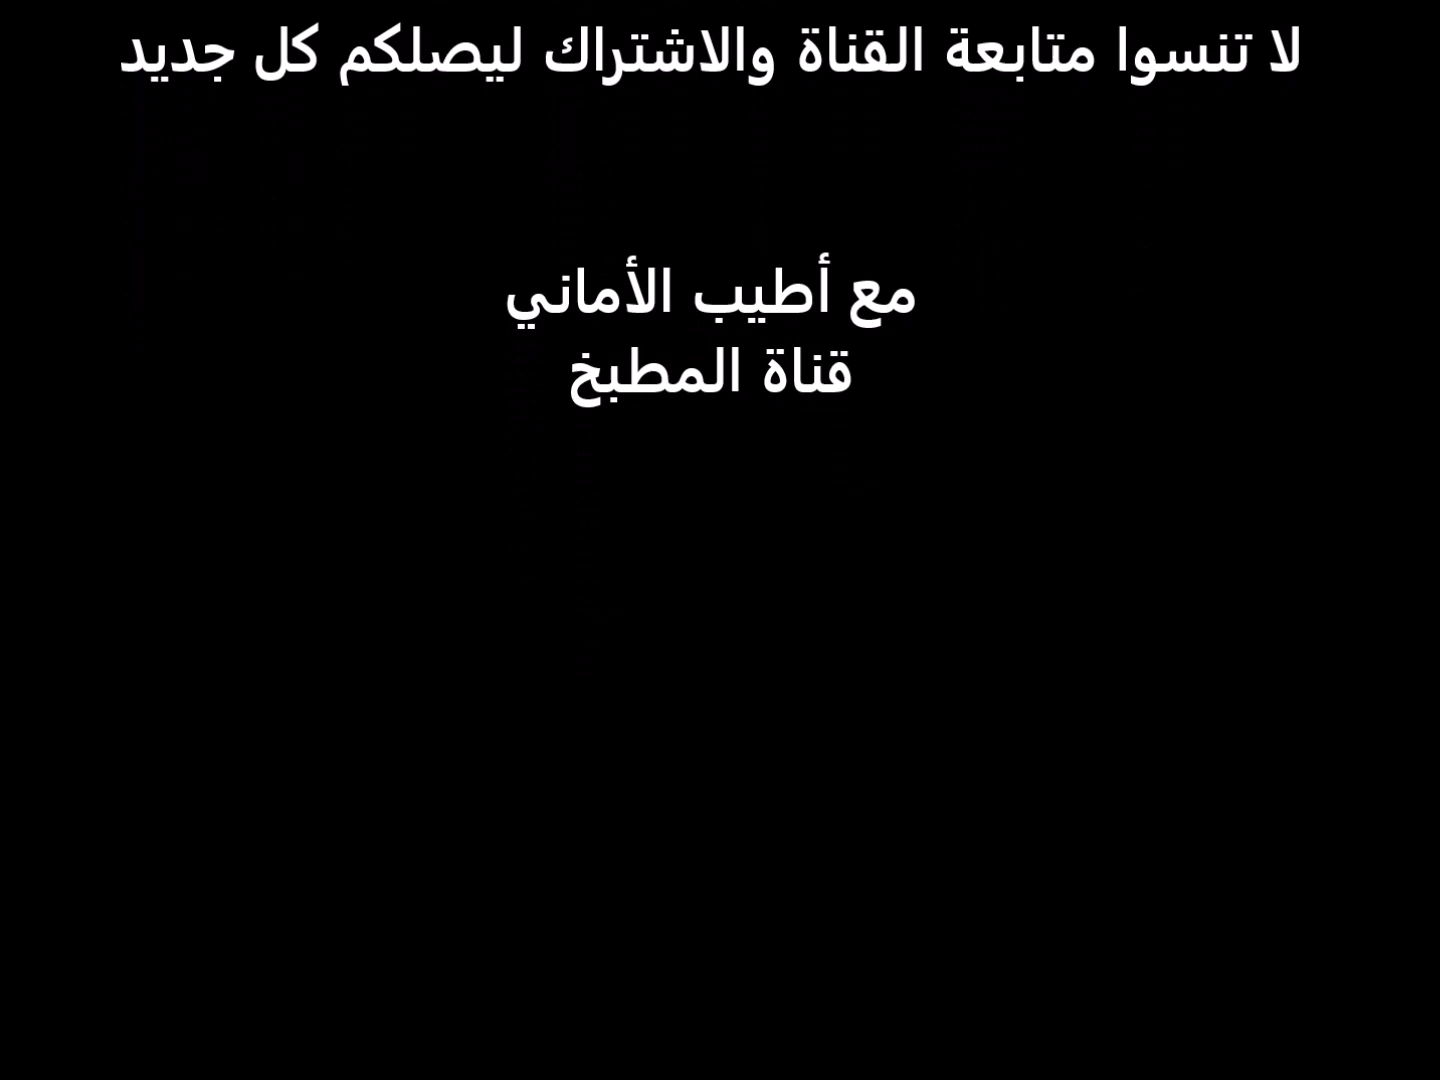 لا تنسوا متابعة القناة والاشتراك ليصلكم كل جديد
مع أطيب الأماني
قناة المطبخ